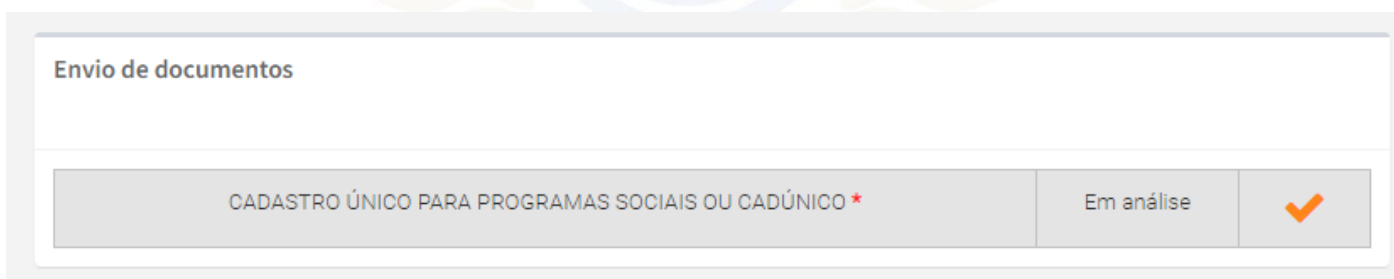 Envio de documentos
CADASTRO ÚNICO PARA PROGRAMAS SOCIAIS OU CADÚNICO * Em análise